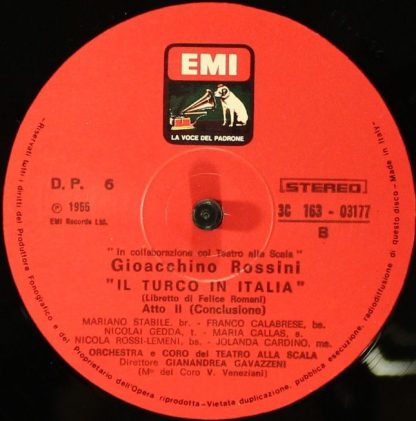 EMI
LA VOCE DEL PADRONE
D. P. 6
STEREO
℗ 1955
EMI Records Ltd.
3C 163 - 03177
B
" In collaborazione col Teatro alla Scala "
Gioacchino Rossini
"IL TURCO IN ITALIA"
(Libretto di Felice Romani)
Atto II (Conclusione)
MARIANO STABILE, br. - FRANCO CALABRESE, bs.
NICOLAI GEDDA, t. - MARIA CALLAS, s.
NICOLA ROSSI-LEMENI, bs. - JOLANDA CARDINO, ms.
ORCHESTRA e CORO del TEATRO ALLA SCALA
Direttore GIANANDREA GAVAZZENI
(Mº del Coro V. Veneziani)
-Riservati tutti i diritti del Produttore Fonografico e del Proprietario dell'Opera riprodotta-Vietate duplicazione, pubblica esecuzione, radiodiffusione di questo disco - Made in Italy-